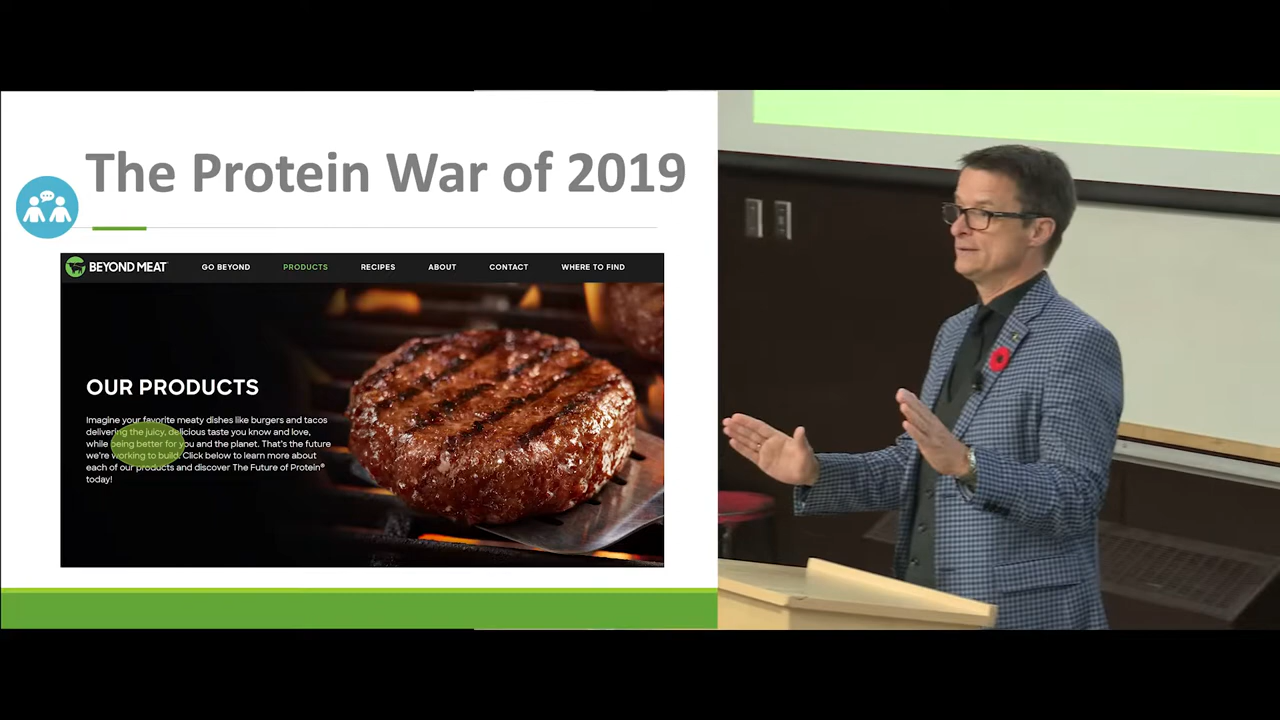 The Protein War of 2019
BEYOND MEAT
GO BEYOND
PRODUCTS
RECIPES
ABOUT
CONTACT
WHERE TO FIND
OUR PRODUCTS
Imagine your favorite meaty dishes like burgers and tacos
delivering the juicy, delicious taste you know and love,
while being better for you and the planet. That's the future
we're working to build. Click below to learn more about
each of our products and discover The Future of Protein®
today!